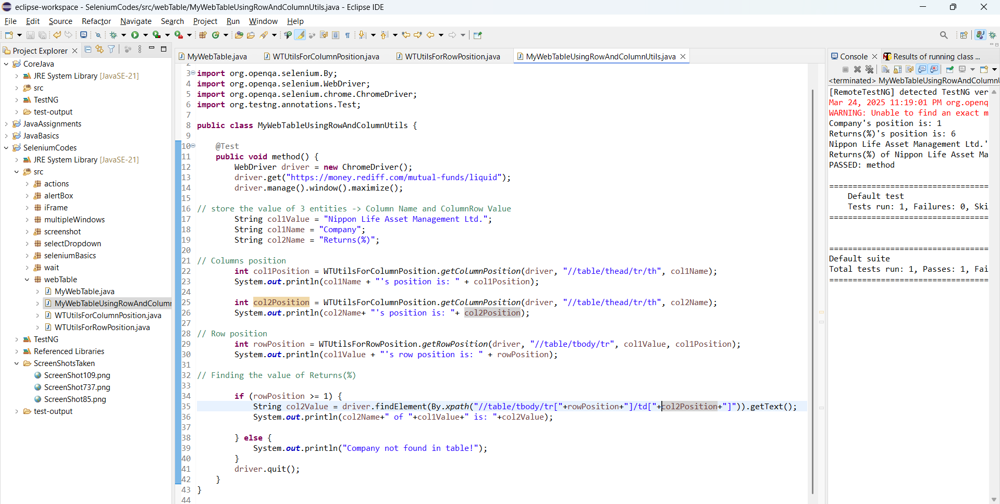 eclipse-workspace - SeleniumCodes/src/webTable/MyWebTableUsingRowAndColumnUtils.java - Eclipse IDE
File Edit Source Refactor Navigate Search Project Run Window Help
Project Explorer
CoreJava
JRE System Library [JavaSE-21]
src
TestNG
test-output
JavaAssignments
JavaBasics
SeleniumCodes
JRE System Library [JavaSE-21]
src
actions
alertBox
iFrame
multipleWindows
screenshot
selectDropdown
seleniumBasics
wait
webTable
MyWebTable.java
MyWebTableUsingRowAndColumn
WTUtilsForColumnPosition.java
WTUtilsForRowPosition.java
TestNG
Referenced Libraries
ScreenShotsTaken
ScreenShot109.png
ScreenShot737.png
ScreenShot85.png
test-output
MyWebTable.java WTUtilsForColumnPosition.java WTUtilsForRowPosition.java MyWebTableUsingRowAndColumnUtils.java
3 import org.openqa.selenium.By;
4 import org.openqa.selenium.WebDriver;
5 import org.openqa.selenium.chrome.ChromeDriver;
6 import org.testng.annotations.Test;
7
8 public class MyWebTableUsingRowAndColumnUtils {
9
10 @Test
11 public void method() {
12 WebDriver driver = new ChromeDriver();
13 driver.get("https://money.rediff.com/mutual-funds/liquid");
14 driver.manage().window().maximize();
15
16 // store the value of 3 entities -> Column Name and ColumnRow Value
17 String col1Value = "Nippon Life Asset Management Ltd.";
18 String col1Name = "Company";
19 String col2Name = "Returns(%)";
20
21 // Columns position
22 int col1Position = WTUtilsForColumnPosition.getColumnPosition(driver, "//table/thead/tr/th", col1Name);
23 System.out.println(col1Name + "'s position is: " + col1Position);
24
25 int col2Position = WTUtilsForColumnPosition.getColumnPosition(driver, "//table/thead/tr/th", col2Name);
26 System.out.println(col2Name+ "'s position is: "+ col2Position);
27
28 // Row position
29 int rowPosition = WTUtilsForRowPosition.getRowPosition(driver, "//table/tbody/tr", col1Value, col1Position);
30 System.out.println(col1Value + "'s row position is: " + rowPosition);
31
32 // Finding the value of Returns(%)
33
34 if (rowPosition >= 1) {
35 String col2Value = driver.findElement(By.xpath("//table/tbody/tr["+rowPosition+"]/td["+col2Position+"]")).getText();
36 System.out.println(col2Name+" of "+col1Value+" is: "+col2Value);
37
38 } else {
39 System.out.println("Company not found in table!");
40 }
41 driver.quit();
42 }
43 }
44
Console Results of running class ...
<terminated> MyWebTableUsingRowAndColumnU
[RemoteTestNG] detected TestNG ver
Mar 24, 2025 11:19:01 PM org.openq
WARNING: Unable to find an exact m
Company's position is: 1
Returns(%)'s position is: 6
Nippon Life Asset Management Ltd.'
Returns(%) of Nippon Life Asset Ma
PASSED: method
===================================
Default test
Tests run: 1, Failures: 0, Ski
===================================
===================================
Default suite
Total tests run: 1, Passes: 1, Fai
===================================